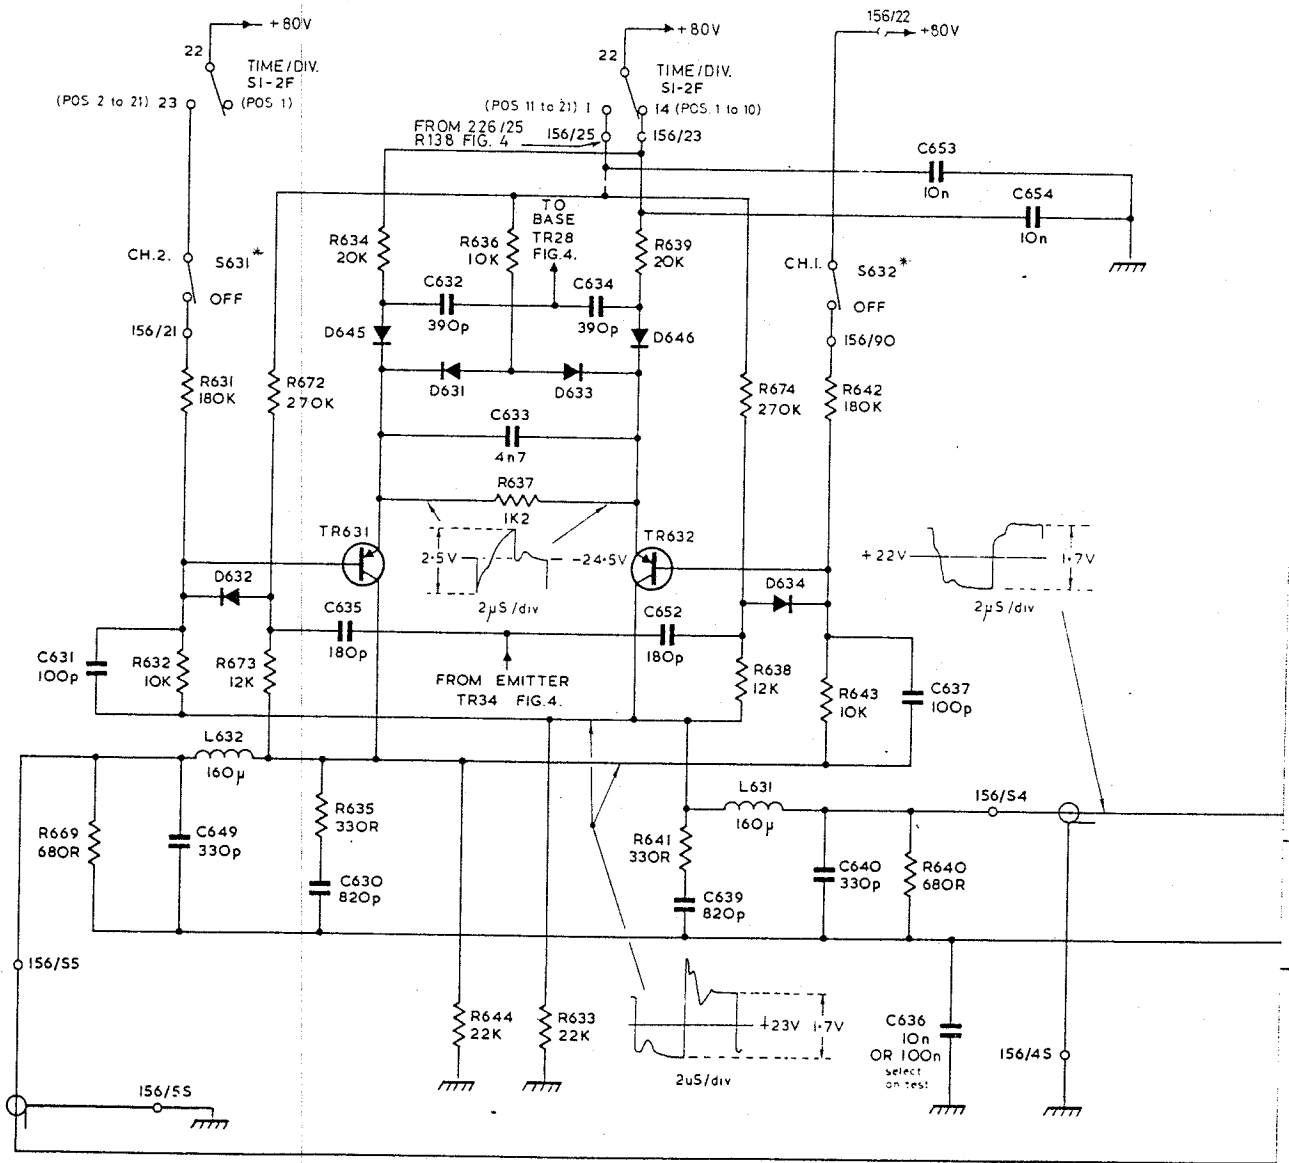 156/22
+80V
+80V
+80V
22
TIME/DIV.
S1-2F
22
TIME/DIV.
S1-2F
(POS 2 to 21) 23
(POS 1)
(POS 11 to 21) 1
14 (POS. 1 to 10)
FROM 226/25
R138 FIG. 4
156/25
156/23
C653
10n
C654
10n
TO
BASE
TR28
FIG.4.
R634
20K
R636
10K
R639
20K
CH.2.
S631*
OFF
CH.1.
S632*
OFF
C632
390p
C634
390p
156/21
D645
D646
156/90
R631
180K
R672
270K
D631
D633
R674
270K
R642
180K
C633
4n7
R637
1K2
TR631
TR632
2.5V
-24.5V
2µS/div
+22V
1.7V
2µS/div
D632
D634
C635
180p
C652
180p
C631
100p
R632
10K
R673
12K
FROM EMITTER
TR34 FIG.4.
R638
12K
R643
10K
C637
100p
L632
160µ
L631
160µ
156/S4
R669
680R
C649
330p
R635
330R
C630
820p
R641
330R
C639
820p
C640
330p
R640
680R
156/S5
R644
22K
R633
22K
+23V
1.7V
2uS/div
C636
10n
OR 100n
select
on test
156/4S
156/5S